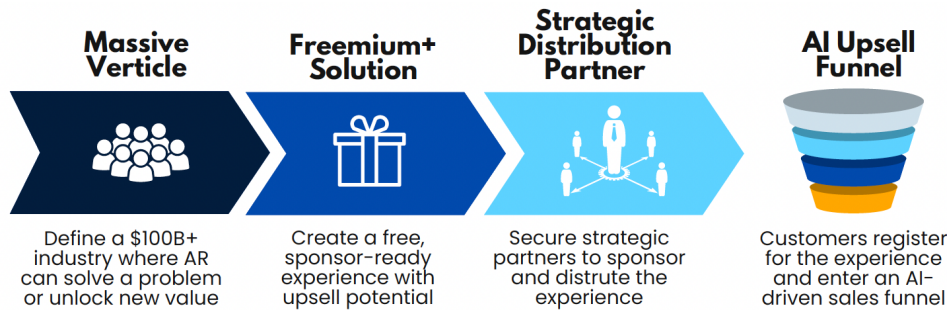 Massive
Verticle
Define a $100B+
industry where AR
can solve a problem
or unlock new value
Freemium+
Solution
Create a free,
sponsor-ready
experience with
upsell potential
Strategic
Distribution
Partner
Secure strategic
partners to sponsor
and distrute the
experience
AI Upsell
Funnel
Customers register
for the experience
and enter an AI-
driven sales funnel